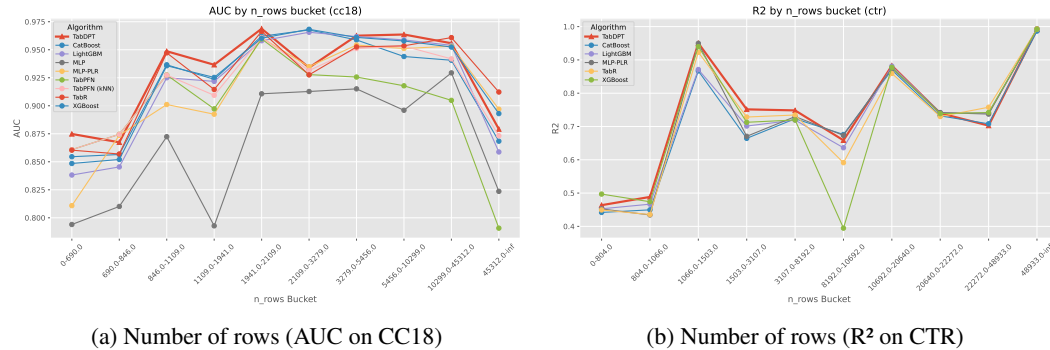 AUC by n_rows bucket (cc18)
AUC
0.975
0.950
0.925
0.900
0.875
0.850
0.825
0.800
Algorithm
TabDPT
CatBoost
LightGBM
MLP
MLP-PLR
TabPFN
TabPFN (kNN)
TabR
XGBoost
0-690.0
690.0-846.0
846.0-1109.0
1109.0-1941.0
1941.0-2109.0
2109.0-3279.0
3279.0-5456.0
5456.0-10299.0
10299.0-45312.0
45312.0-inf
n_rows Bucket
(a) Number of rows (AUC on CC18)
R2 by n_rows bucket (ctr)
R2
1.0
0.9
0.8
0.7
0.6
0.5
0.4
Algorithm
TabDPT
CatBoost
LightGBM
MLP-PLR
TabR
XGBoost
0-804.0
804.0-1066.0
1066.0-1503.0
1503.0-3107.0
3107.0-8192.0
8192.0-10692.0
10692.0-20640.0
20640.0-22272.0
22272.0-48933.0
48933.0-inf
n_rows Bucket
(b) Number of rows (R² on CTR)